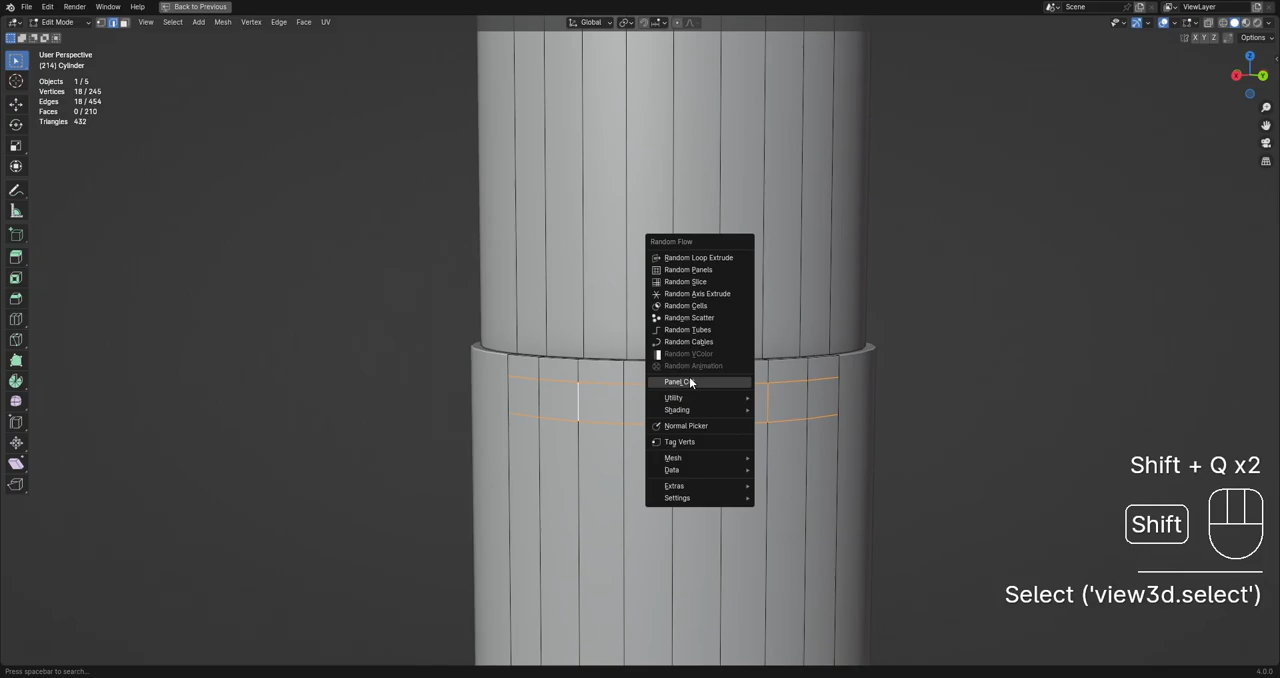 File Edit Render Window Help Back to Previous Scene ViewLayer
Edit Mode View Select Add Mesh Vertex Edge Face UV Global
X Y Z Options
User Perspective
(214) Cylinder
Objects 1 / 5
Vertices 18 / 245
Edges 18 / 454
Faces 0 / 210
Triangles 432
Z
X
Y
Random Flow
Random Loop Extrude
Random Panels
Random Slice
Random Axis Extrude
Random Cells
Random Scatter
Random Tubes
Random Cables
Random VColor
Random Animation
Panel
Utility
Shading
Normal Picker
Tag Verts
Mesh
Data
Extras
Settings
Shift + Q x2
Shift
Select ('view3d.select')
Press spacebar to search...
4.0.0